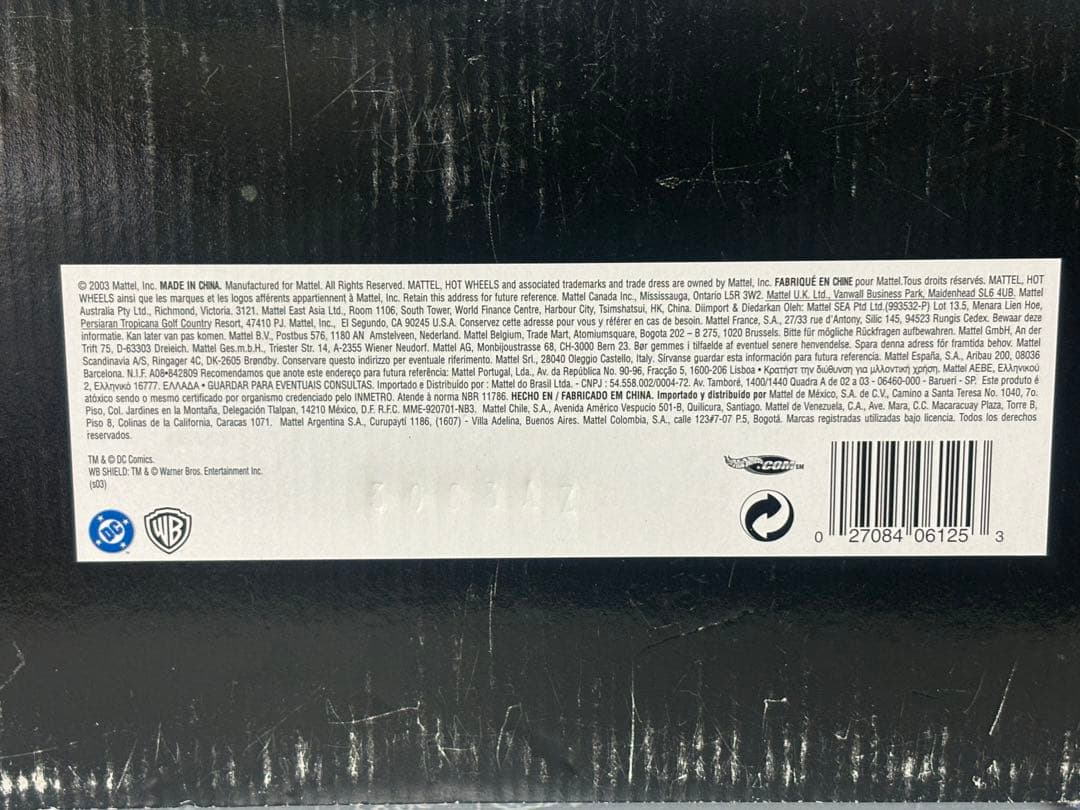 © 2003 Mattel, Inc. MADE IN CHINA. Manufactured for Mattel. All Rights Reserved. MATTEL, HOT WHEELS and associated trademarks and trade dress are owned by Mattel, Inc. FABRIQUÉ EN CHINE pour Mattel.Tous droits réservés. MATTEL, HOT
WHEELS ainsi que les marques et les logos afférents appartiennent à Mattel, Inc. Retain this address for future reference. Mattel Canada Inc., Mississauga, Ontario L5R 3W2. Mattel U.K. Ltd., Vanwall Business Park, Maidenhead SL6 4UB. Mattel
Australia Pty Ltd., Richmond, Victoria. 3121. Mattel East Asia Ltd., Room 1106, South Tower, World Finance Centre, Harbour City, Tsimshatsui, HK, China. Diimport & Diedarkan Oleh: Mattel SEA Ptd Ltd.(993532-P) Lot 13.5, Menara Lien Hoe,
Persiaran Tropicana Golf Country Resort, 47410 PJ. Mattel, Inc., El Segundo, CA 90245 U.S.A. Conservez cette adresse pour vous y référer en cas de besoin. Mattel France, S.A., 27/33 rue d'Antony, Silic 145, 94523 Rungis Cedex. Bewaar deze
informatie. Kan later van pas komen. Mattel B.V., Postbus 576, 1180 AN Amstelveen, Nederland. Mattel Belgium, Trade Mart, Atomiumsquare, Bogota 202 – B 275, 1020 Brussels. Bitte für mögliche Rückfragen aufbewahren. Mattel GmbH, An der
Trift 75, D-63303 Dreieich. Mattel Ges.m.b.H., Triester Str. 14, A-2355 Wiener Neudorf. Mattel AG, Monbijoustrasse 68, CH-3000 Bern 23. Bør gemmes i tilfælde af eventuel senere henvendelse. Spara denna adress för framtida behov. Mattel
Scandinavia A/S, Ringager 4C, DK-2605 Brøndby. Conservare questo indirizzo per eventuale riferimento. Mattel Srl., 28040 Oleggio Castello, Italy. Sírvanse guardar esta información para futura referencia. Mattel España, S.A., Aribau 200, 08036
Barcelona. N.I.F. A08•842809 Recomendamos que anote este endereço para futura referência: Mattel Portugal, Lda., Av. da República No. 90-96, Fracção 5, 1600-206 Lisboa • Κρατήστ την διύθυνση για μλλοντική χρήση. Mattel AEBE, Ελληνικού
2, Ελληνικό 16777. ΕΛΛΑΔΑ • GUARDAR PARA EVENTUAIS CONSULTAS. Importado e Distribuído por : Mattel do Brasil Ltda. - CNPJ : 54.558.002/0004-72. Av. Tamboré, 1400/1440 Quadra A de 02 a 03 - 06460-000 - Barueri - SP. Este produto é
atóxico sendo o mesmo certificado por organismo credenciado pelo INMETRO. Atende à norma NBR 11786. HECHO EN / FABRICADO EM CHINA. Importado y distribuido por Mattel de México, S.A. de C.V., Camino a Santa Teresa No. 1040, 7o.
Piso, Col. Jardines en la Montaña, Delegación Tlalpan, 14210 México, D.F. R.F.C. MME-920701-NB3. Mattel Chile, S.A., Avenida Américo Vespucio 501-B, Quilicura, Santiago. Mattel de Venezuela, C.A., Ave. Mara, C.C. Macaracuay Plaza, Torre B,
Piso 8, Colinas de la California, Caracas 1071. Mattel Argentina S.A., Curupaytí 1186, (1607) - Villa Adelina, Buenos Aires. Mattel Colombia, S.A., calle 123#7-07 P.5, Bogotá. Marcas registradas utilizadas bajo licencia. Todos los derechos
reservados.
TM & © DC Comics.
WB SHIELD: TM & © Warner Bros. Entertainment Inc.
(s03)
DC
WB
.COM SM
0 27084 06125 3